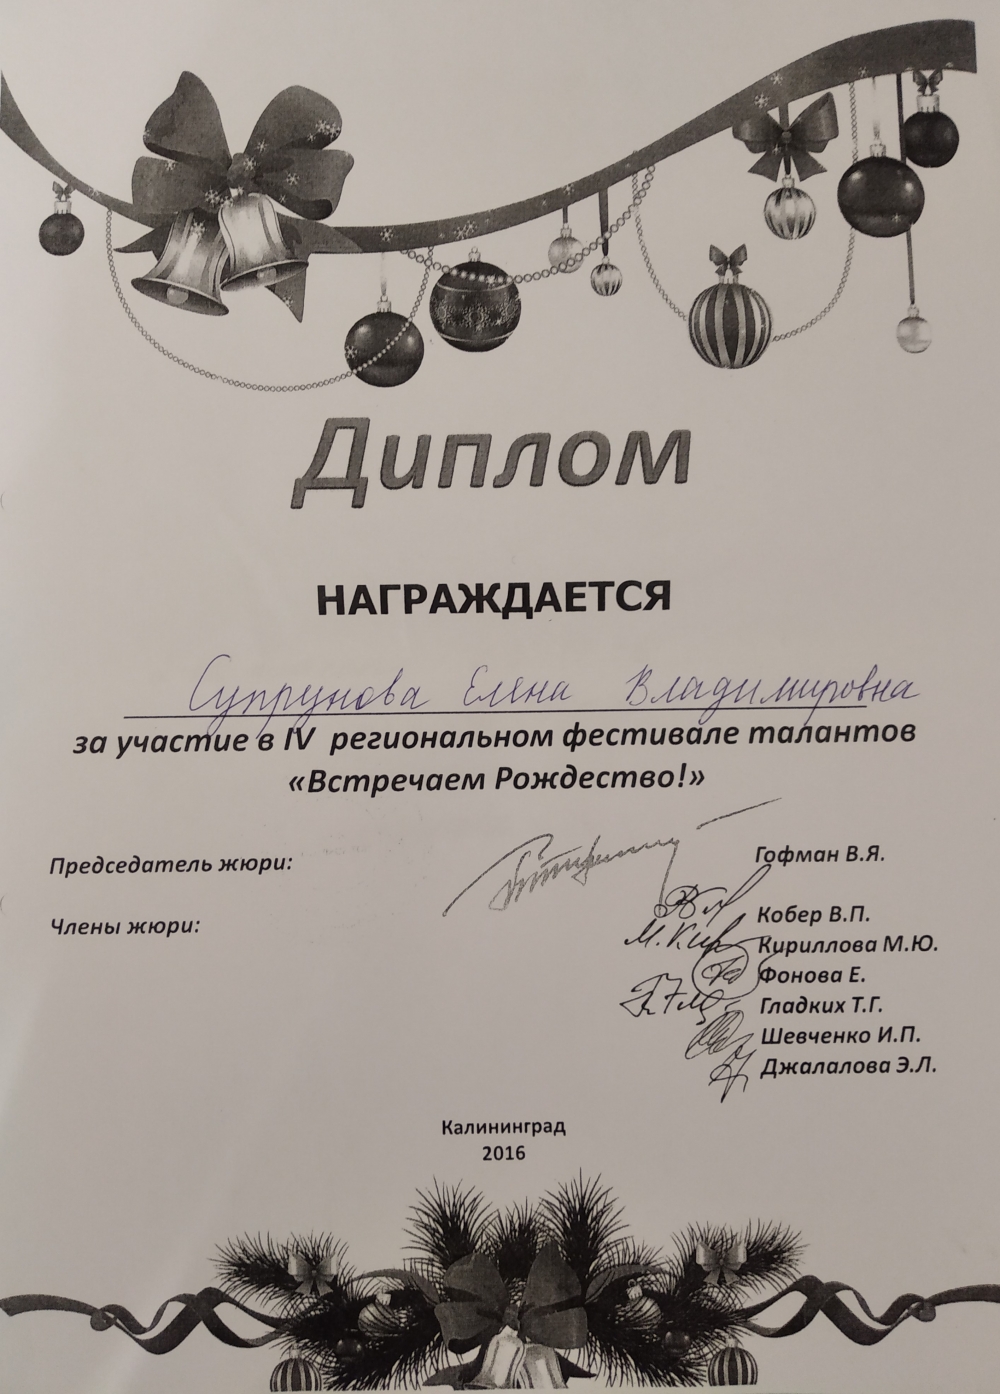 Диплом
НАГРАЖДАЕТСЯ
Супрунова Елена Владимировна
за участие в IV региональном фестивале талантов
«Встречаем Рождество!»
Председатель жюри: Гофман В.Я.
Члены жюри: Кобер В.П.
М. Кир Кириллова М.Ю.
Фонова Е.
Гладких Т.Г.
Шевченко И.П.
Джалалова Э.Л.
Калининград
2016